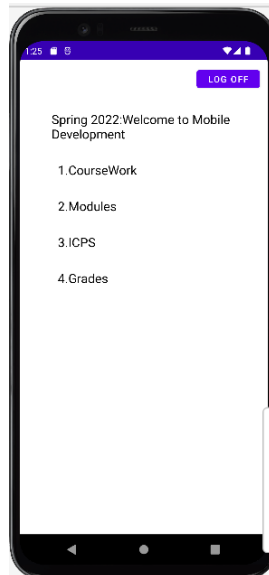 1:25
LOG OFF
Spring 2022:Welcome to Mobile
Development
1.CourseWork
2.Modules
3.ICPS
4.Grades